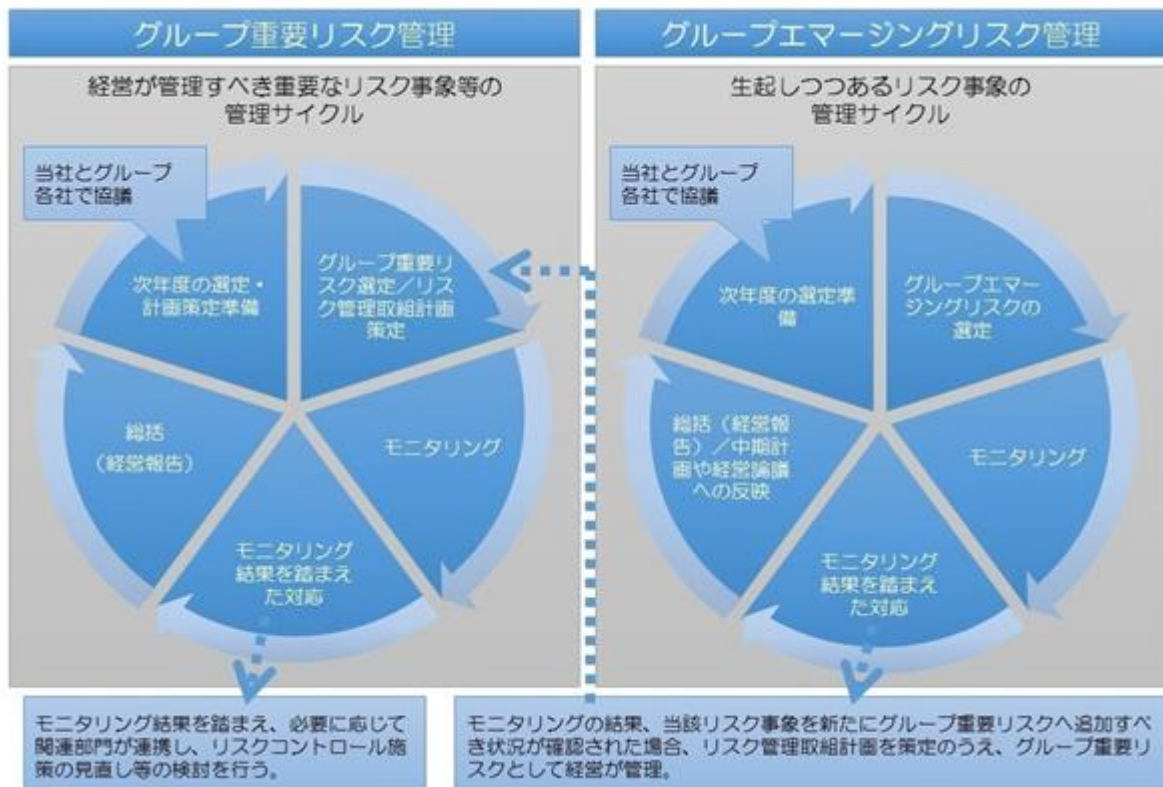 グループ重要リスク管理
経営が管理すべき重要なリスク事象等の
管理サイクル
当社とグループ
各社で協議
グループ重要リ
スク選定/リス
ク管理取組計画
策定
モニタリング
モニタリング
結果を踏まえ
た対応
総括
(経営報告)
次年度の選定・
計画策定準備
モニタリング結果を踏まえ、必要に応じて
関連部門が連携し、リスクコントロール施
策の見直し等の検討を行う。
グループエマージングリスク管理
生起しつつあるリスク事象の
管理サイクル
当社とグループ
各社で協議
グループエマー
ジングリスクの
選定
モニタリング
モニタリング
結果を踏まえ
た対応
総括(経営報
告)/中期計
画や経営論議
への反映
次年度の選定準
備
モニタリングの結果、当該リスク事象を新たにグループ重要リスクへ追加すべ
き状況が確認された場合、リスク管理取組計画を策定のうえ、グループ重要リ
スクとして経営が管理。